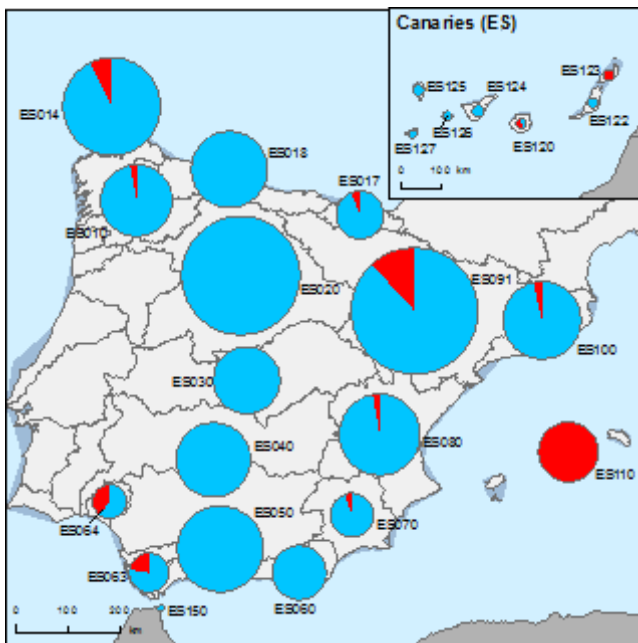 Canaries (ES)
ES123
ES125
ES124
ES122
ES126
ES127
ES120
0 100 km
ES014
ES018
ES017
ES010
ES020
ES091
ES100
ES030
ES040
ES080
ES110
ES050
ES064
ES070
ES063
ES150
ES060
0 100 200
km